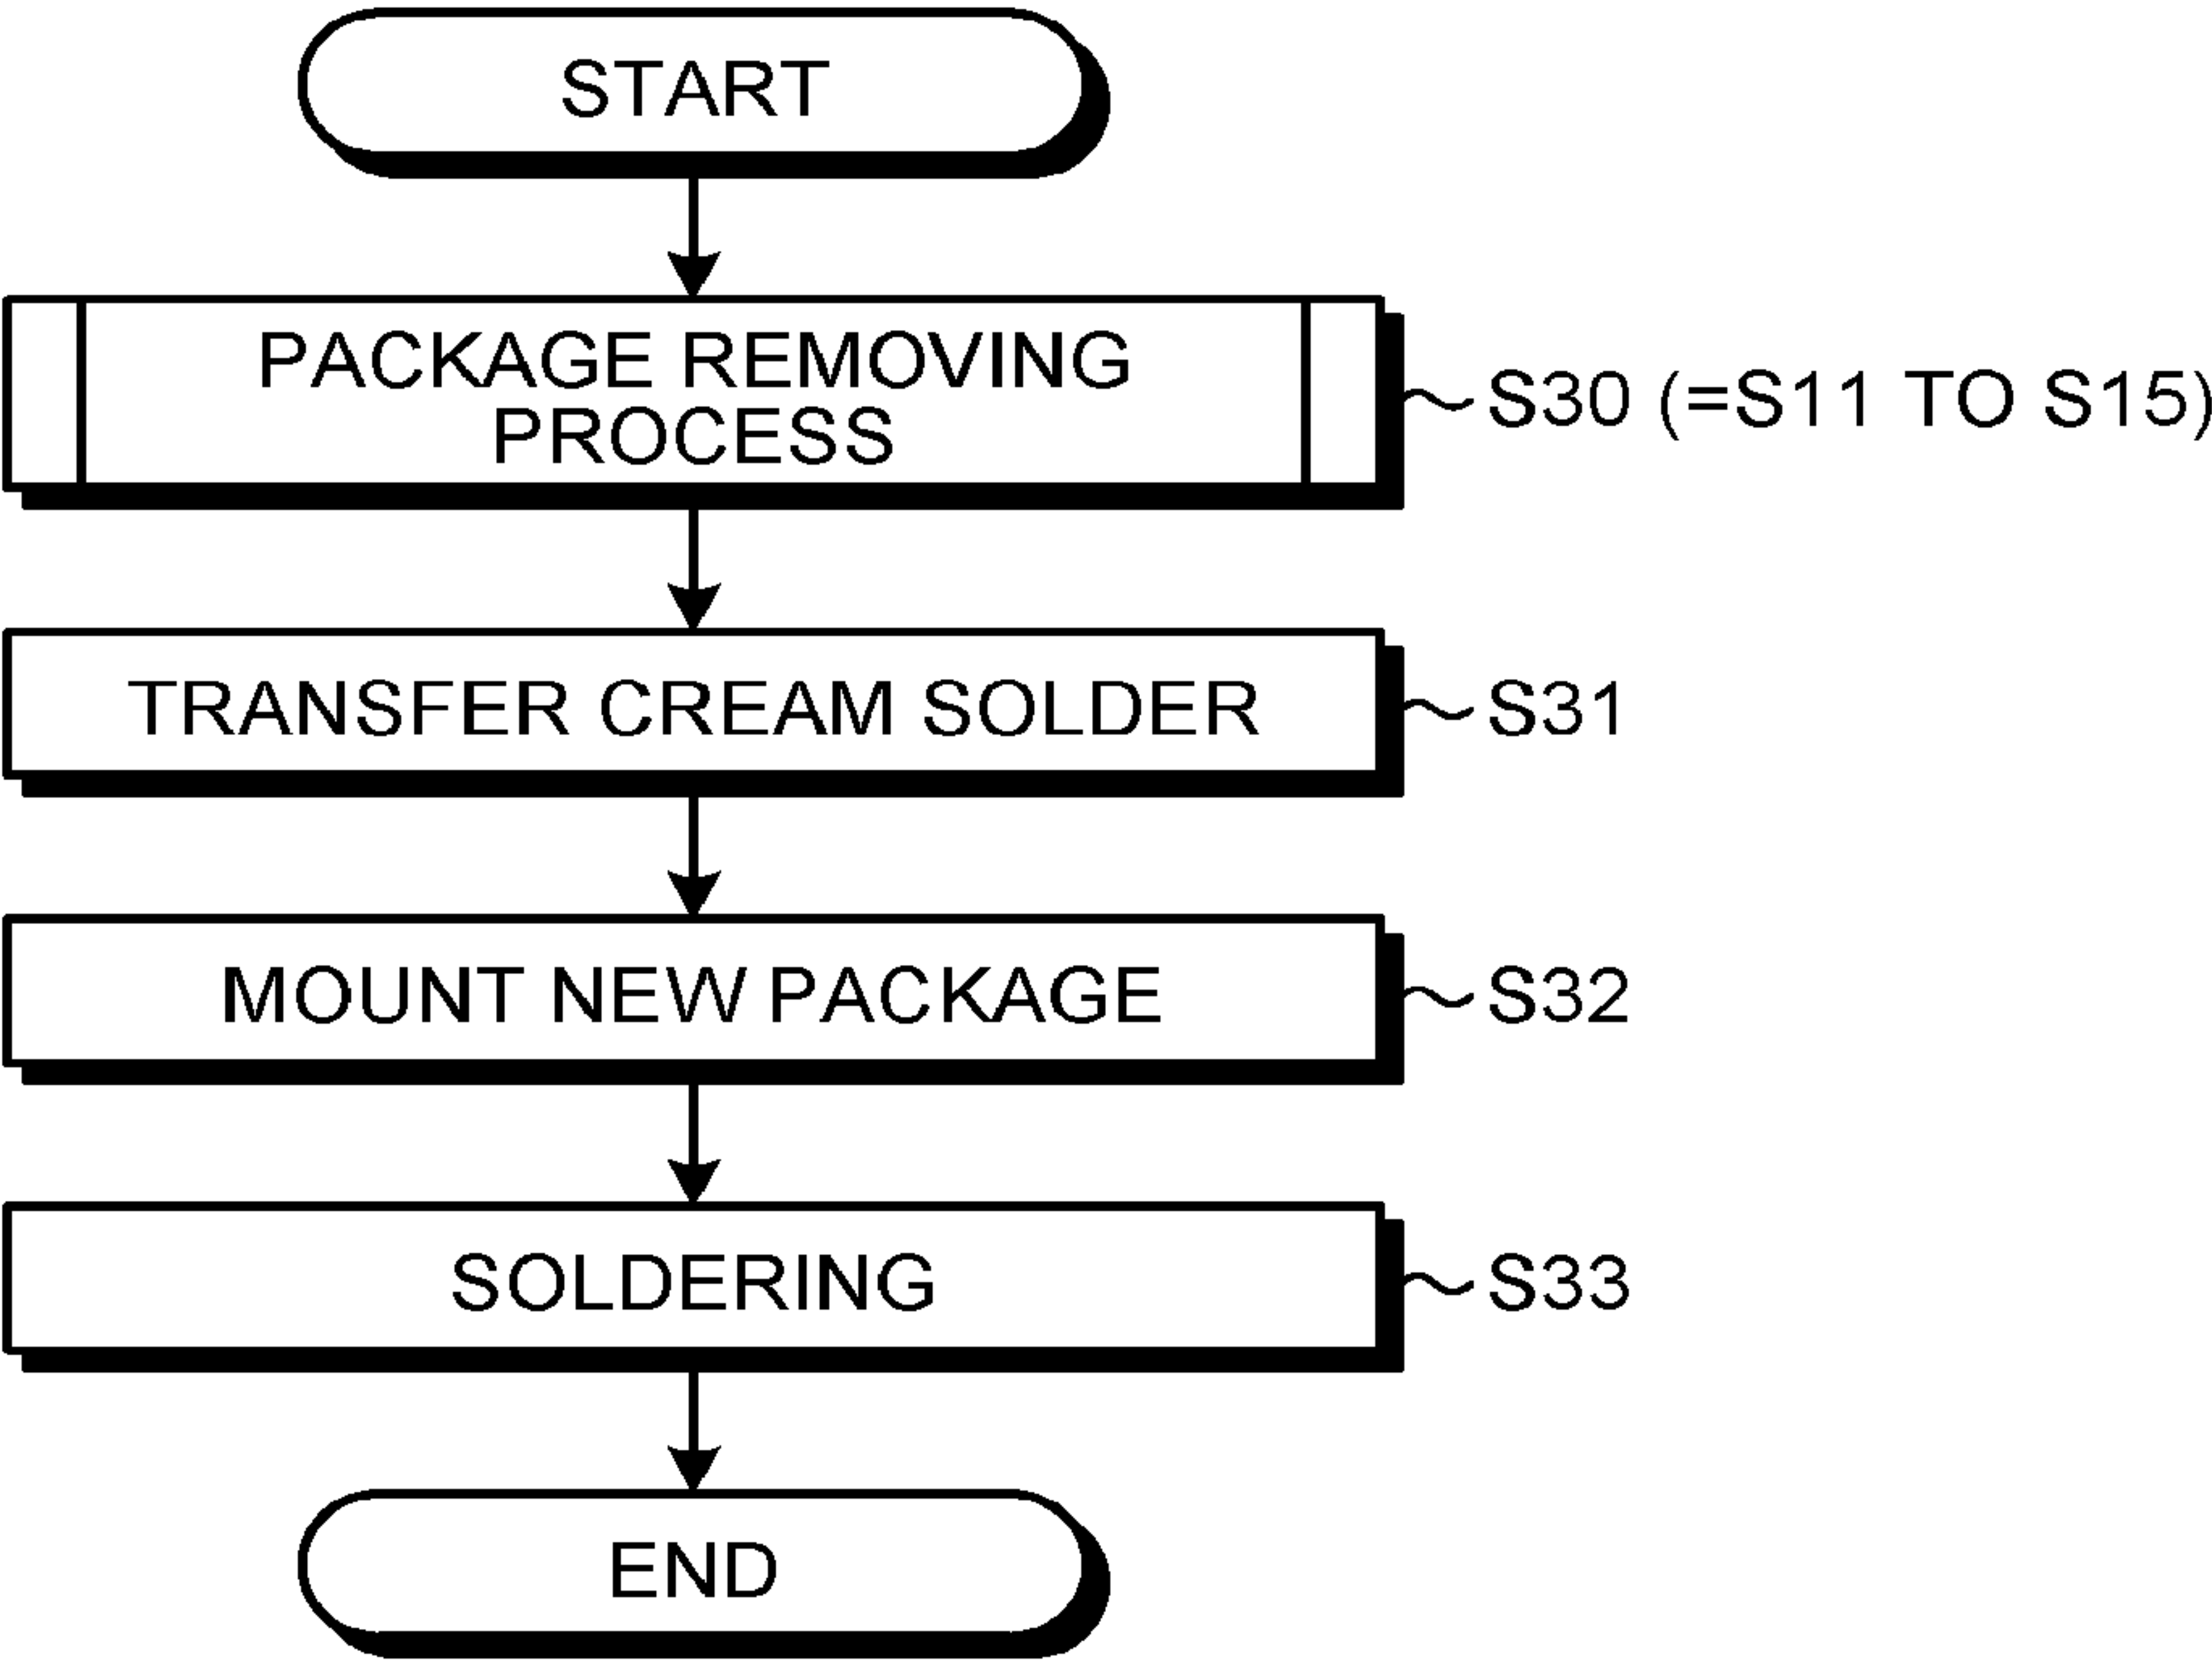 START
PACKAGE REMOVING
PROCESS
S30 (=S11 TO S15)
TRANSFER CREAM SOLDER
S31
MOUNT NEW PACKAGE
S32
SOLDERING
S33
END